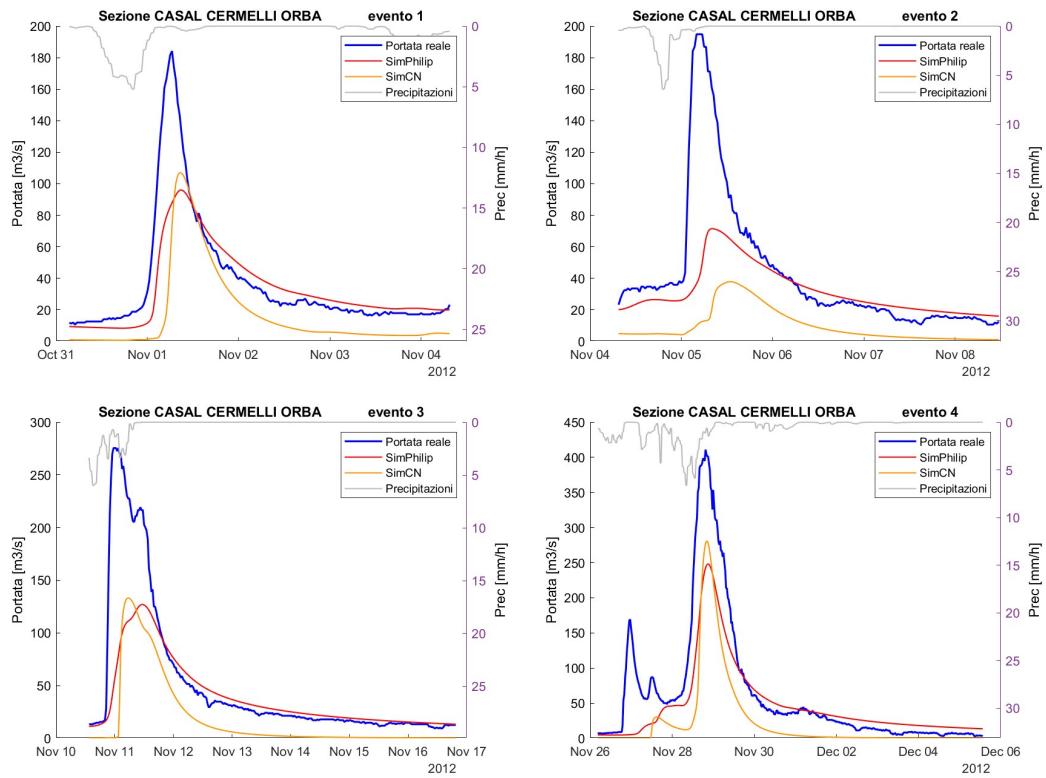 Sezione CASAL CERMELLI ORBA evento 1
Portata [m3/s]
200
180
160
140
120
100
80
60
40
20
0
Portata reale
SimPhilip
SimCN
Precipitazioni
0
5
10
15
20
25
Prec [mm/h]
Oct 31 Nov 01 Nov 02 Nov 03 Nov 04
2012
Sezione CASAL CERMELLI ORBA evento 2
Portata [m3/s]
200
180
160
140
120
100
80
60
40
20
0
Portata reale
SimPhilip
SimCN
Precipitazioni
0
5
10
15
20
25
30
Prec [mm/h]
Nov 04 Nov 05 Nov 06 Nov 07 Nov 08
2012
Sezione CASAL CERMELLI ORBA evento 3
Portata [m3/s]
300
250
200
150
100
50
0
Portata reale
SimPhilip
SimCN
Precipitazioni
0
5
10
15
20
25
Prec [mm/h]
Nov 10 Nov 11 Nov 12 Nov 13 Nov 14 Nov 15 Nov 16 Nov 17
2012
Sezione CASAL CERMELLI ORBA evento 4
Portata [m3/s]
450
400
350
300
250
200
150
100
50
0
Portata reale
SimPhilip
SimCN
Precipitazioni
0
5
10
15
20
25
30
Prec [mm/h]
Nov 26 Nov 28 Nov 30 Dec 02 Dec 04 Dec 06
2012